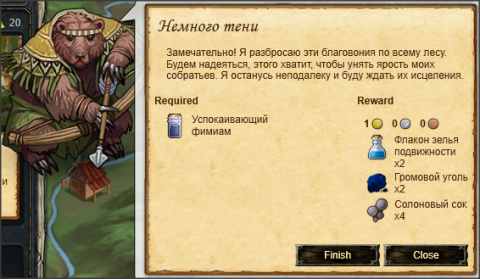 20
Немного тени
Замечательно! Я разбросаю эти благовония по всему лесу.
Будем надеяться, этого хватит, чтобы унять ярость моих
собратьев. Я останусь неподалеку и буду ждать их исцеления.
Required
Успокаивающий
фимиам
Reward
1 0 0
Флакон зелья
подвижности
x2
Громовой уголь
x2
Солоновый сок
x4
и
Finish Close